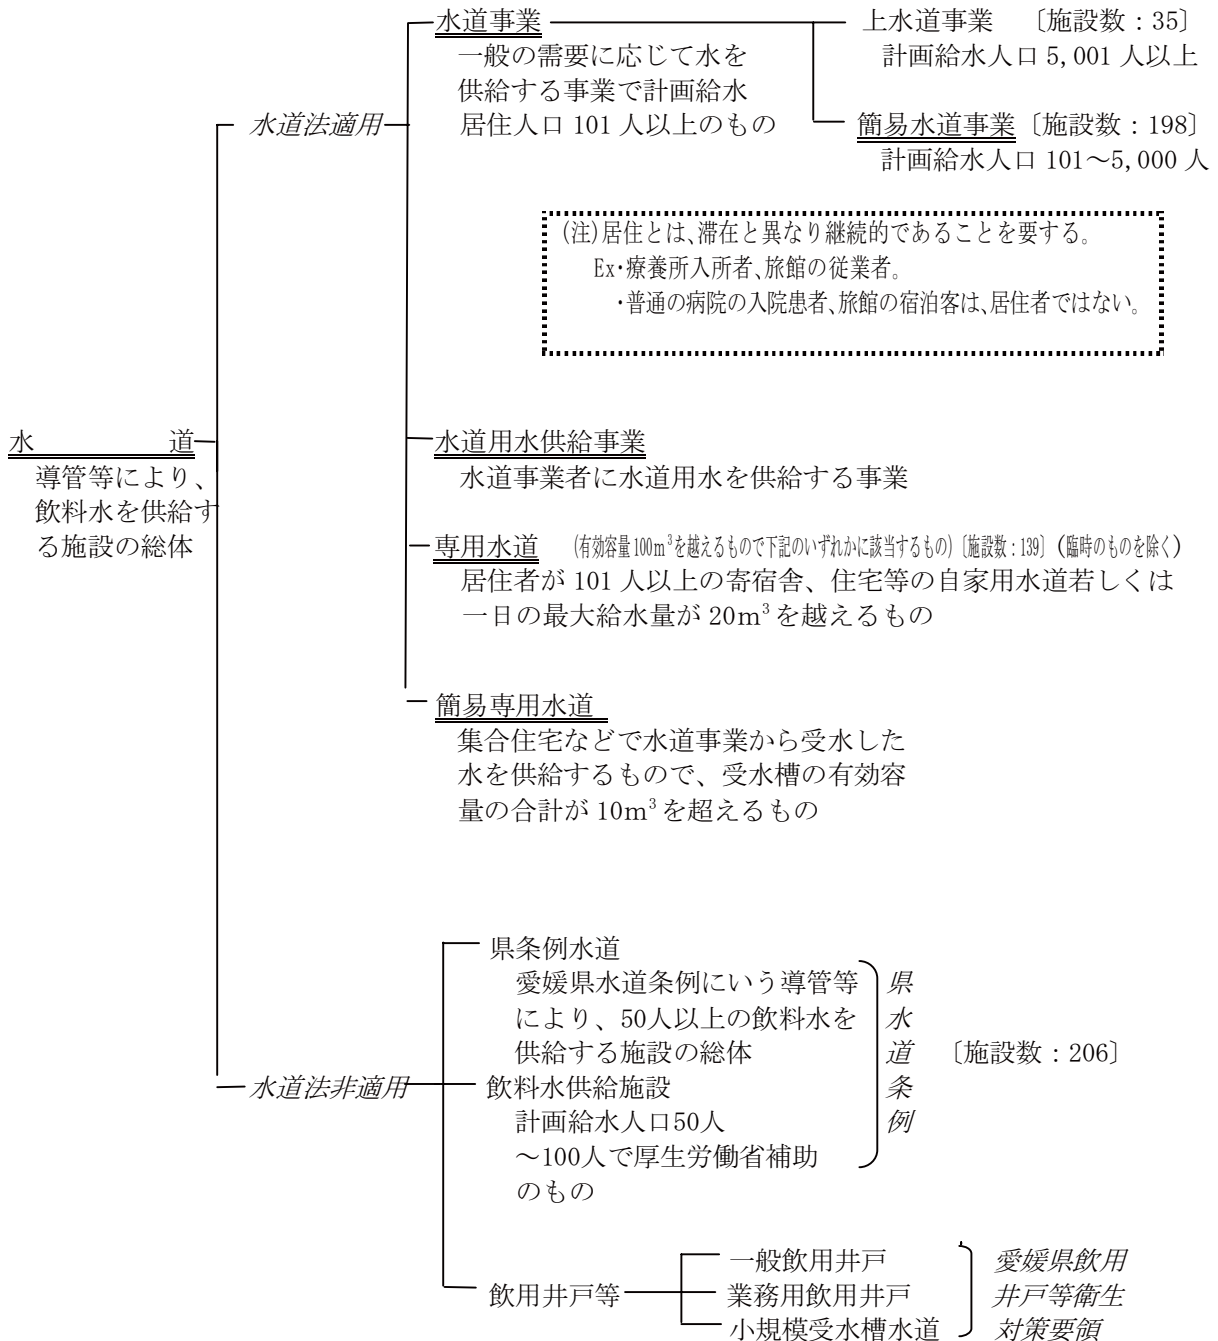 水道事業
一般の需要に応じて水を
供給する事業で計画給水
居住人口 101 人以上のもの
上水道事業 〔施設数：35〕
計画給水人口 5,001 人以上
水道法適用
簡易水道事業〔施設数：198〕
計画給水人口 101～5,000 人
(注)居住とは、滞在と異なり継続的であることを要する。
Ex・療養所入所者、旅館の従業者。
・普通の病院の入院患者、旅館の宿泊客は、居住者ではない。
水 道
導管等により、
飲料水を供給す
る施設の総体
水道用水供給事業
水道事業者に水道用水を供給する事業
専用水道 (有効容量100m³を越えるもので下記のいずれかに該当するもの)〔施設数：139〕(臨時のものを除く)
居住者が 101 人以上の寄宿舎、住宅等の自家用水道若しくは
一日の最大給水量が 20m³を越えるもの
簡易専用水道
集合住宅などで水道事業から受水した
水を供給するもので、受水槽の有効容
量の合計が 10m³を超えるもの
水道法非適用
県条例水道
愛媛県水道条例にいう導管等
により、50人以上の飲料水を
供給する施設の総体
飲料水供給施設
計画給水人口50人
～100人で厚生労働省補助
のもの
県水道条例
〔施設数：206〕
飲用井戸等
一般飲用井戸
業務用飲用井戸
小規模受水槽水道
愛媛県飲用
井戸等衛生
対策要領